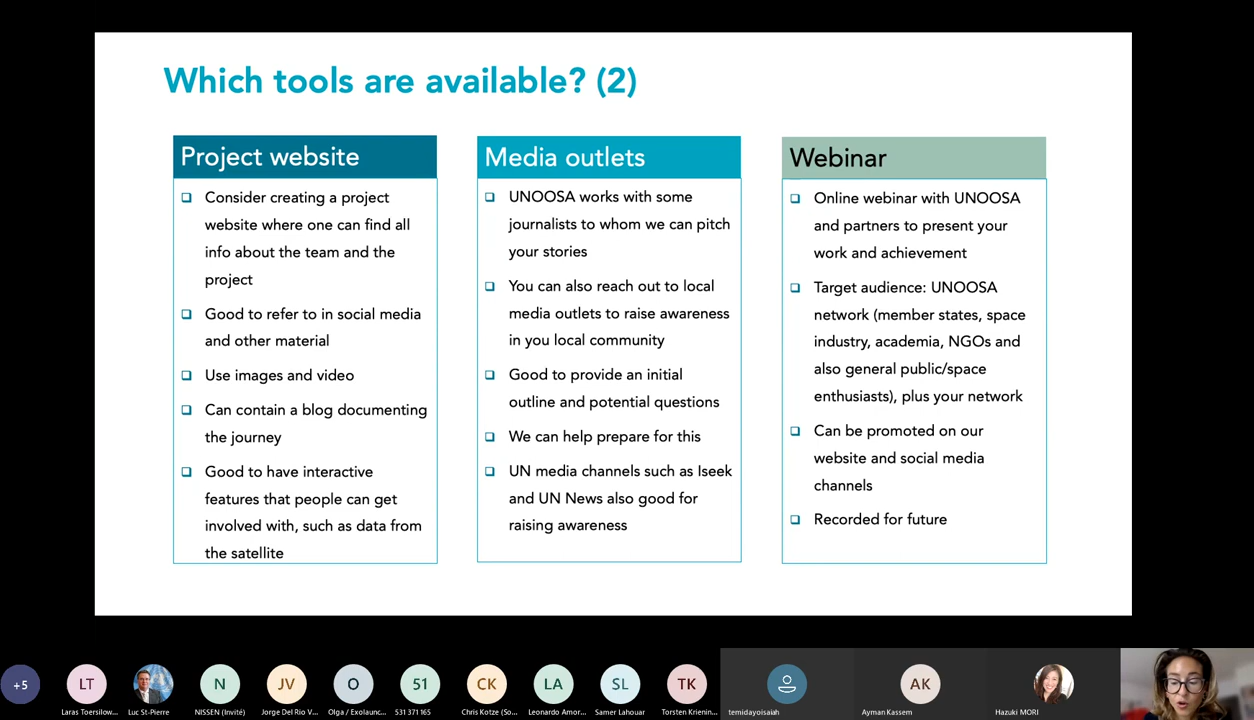 Which tools are available? (2)
Project website
Consider creating a project
website where one can find all
info about the team and the
project
Good to refer to in social media
and other material
Use images and video
Can contain a blog documenting
the journey
Good to have interactive
features that people can get
involved with, such as data from
the satellite
Media outlets
UNOOSA works with some
journalists to whom we can pitch
your stories
You can also reach out to local
media outlets to raise awareness
in you local community
Good to provide an initial
outline and potential questions
We can help prepare for this
UN media channels such as Iseek
and UN News also good for
raising awareness
Webinar
Online webinar with UNOOSA
and partners to present your
work and achievement
Target audience: UNOOSA
network (member states, space
industry, academia, NGOs and
also general public/space
enthusiasts), plus your network
Can be promoted on our
website and social media
channels
Recorded for future
+5
LT
N
JV
O
51
CK
LA
SL
TK
AK
Laras Toersilow...
Luc St-Pierre
NISSEN (Invité)
Jorge Del Rio V...
Olga / Exolaunc...
531 371 165
Chris Kotze (So...
Leonardo Amor...
Samer Lahouar
Torsten Krienin...
temidayoisaiah
Ayman Kassem
Hazuki MORI